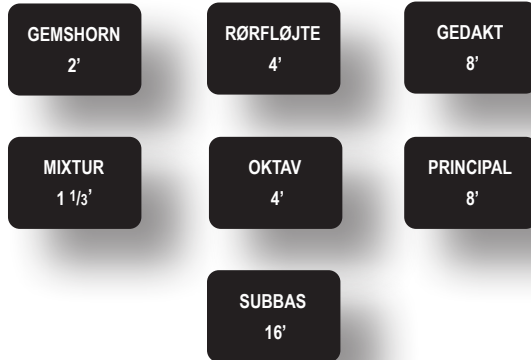 GEMSHORN
2’
RØRFLØJTE
4’
GEDAKT
8’
MIXTUR
1 1/3’
OKTAV
4’
PRINCIPAL
8’
SUBBAS
16’